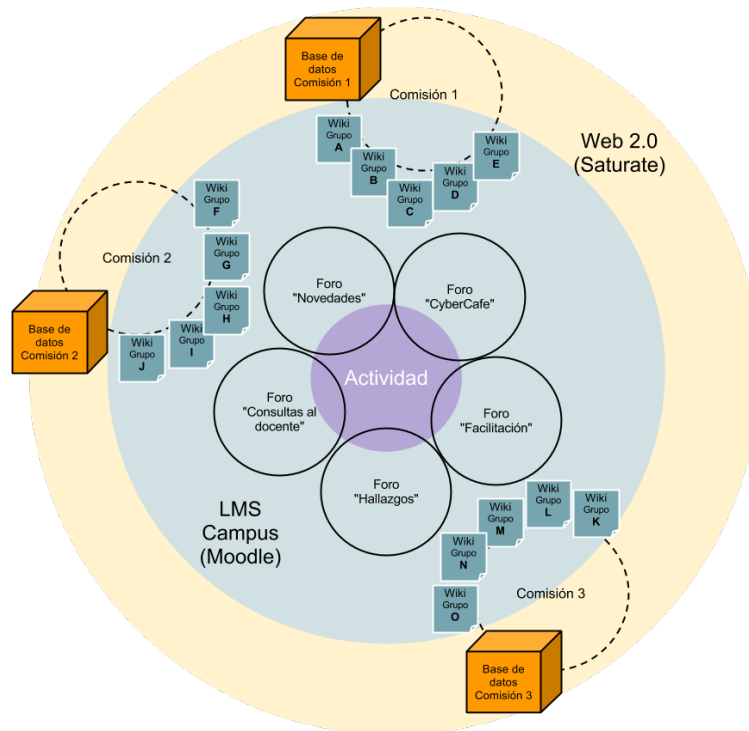 Base de
datos
Comisión 1
Comisión 1
Web 2.0
(Saturate)
Wiki
Grupo
A
Wiki
Grupo
B
Wiki
Grupo
C
Wiki
Grupo
D
Wiki
Grupo
E
Wiki
Grupo
F
Wiki
Grupo
G
Wiki
Grupo
H
Wiki
Grupo
I
Wiki
Grupo
J
Comisión 2
Base de
datos
Comisión 2
Foro
"Novedades"
Foro
"CyberCafe"
Actividad
Foro
"Consultas al
docente"
Foro
"Facilitación"
Foro
"Hallazgos"
LMS
Campus
(Moodle)
Wiki
Grupo
K
Wiki
Grupo
L
Wiki
Grupo
M
Wiki
Grupo
N
Wiki
Grupo
O
Comisión 3
Base de
datos
Comisión 3